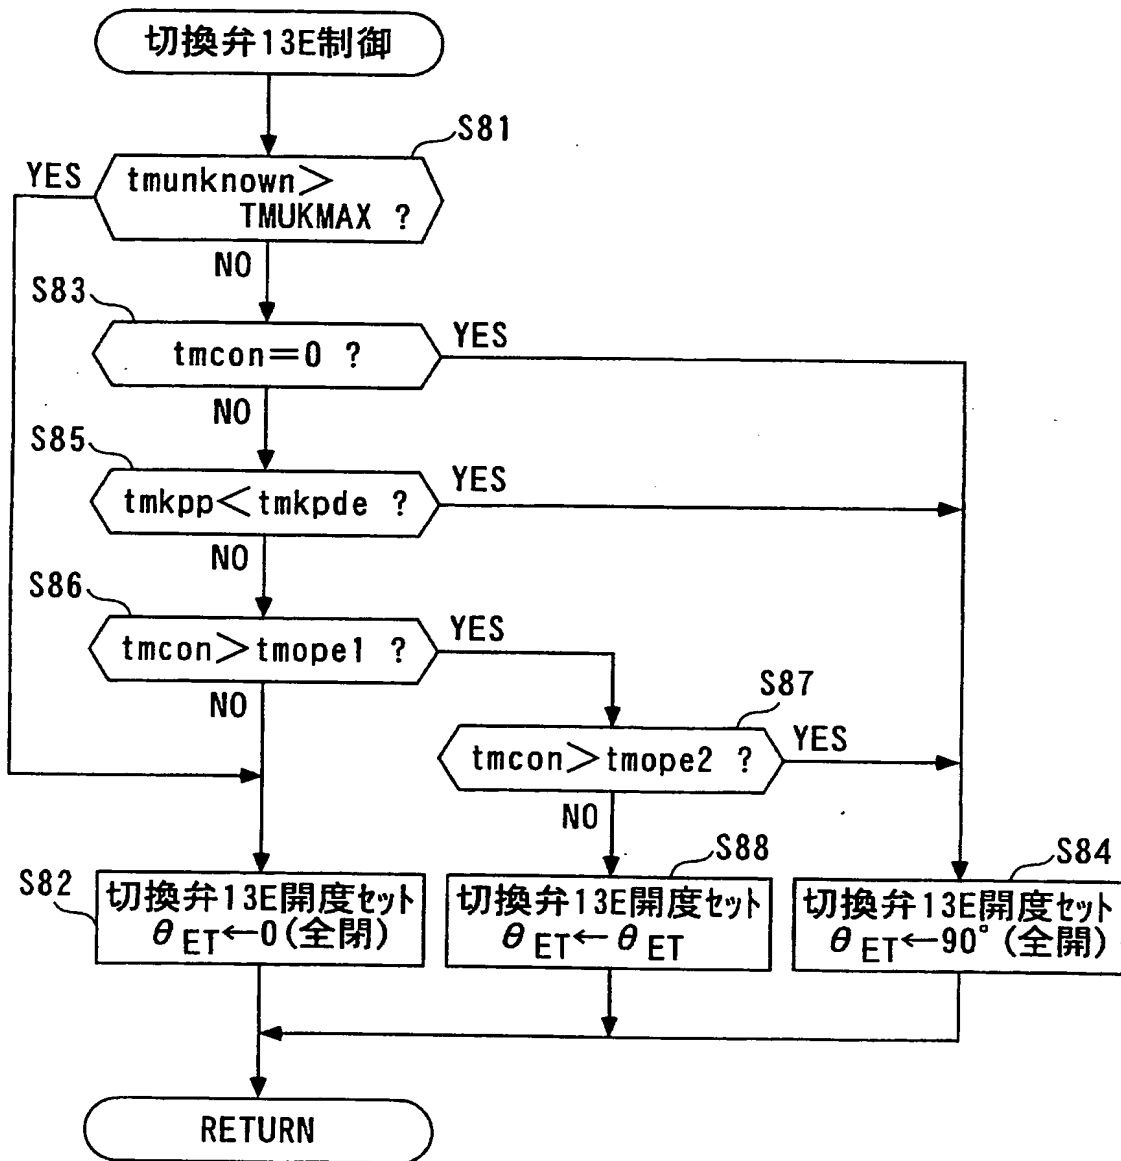 切換弁13E制御
S81
YES
tmunknown＞
TMUKMAX ?
NO
S83
YES
tmcon＝0 ?
NO
S85
YES
tmkpp＜tmkpde ?
NO
S86
YES
tmcon＞tmope1 ?
NO
S87
tmcon＞tmope2 ?
YES
NO
S82
切換弁13E開度セット
θET←0(全閉)
S88
切換弁13E開度セット
θET←θET
S84
切換弁13E開度セット
θET←90°(全開)
RETURN